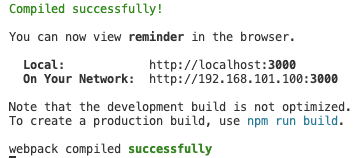 Compiled successfully!
You can now view reminder in the browser.
Local: http://localhost:3000
On Your Network: http://192.168.101.100:3000
Note that the development build is not optimized.
To create a production build, use npm run build.
webpack compiled successfully